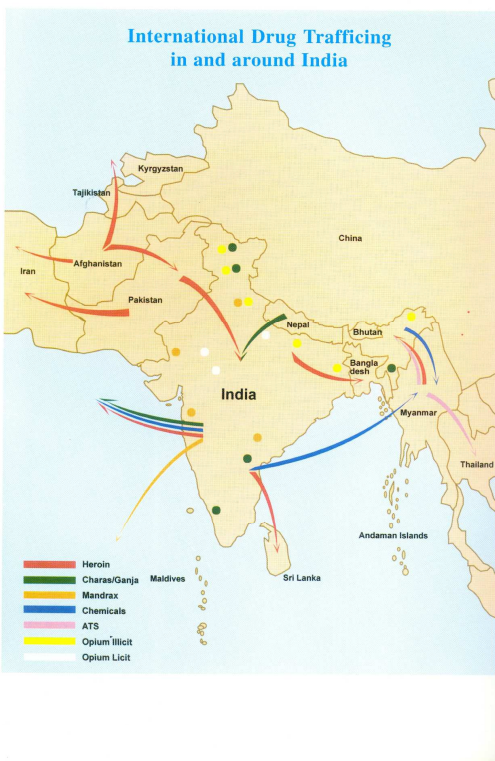 International Drug Trafficing
in and around India
Kyrgyzstan
Tajikistan
China
Afghanistan
Iran
Pakistan
Nepal
Bhutan
Bangla
desh
India
Myanmar
Thailand
Andaman Islands
Heroin
Charas/Ganja
Maldives
Sri Lanka
Mandrax
Chemicals
ATS
Opium Illicit
Opium Licit